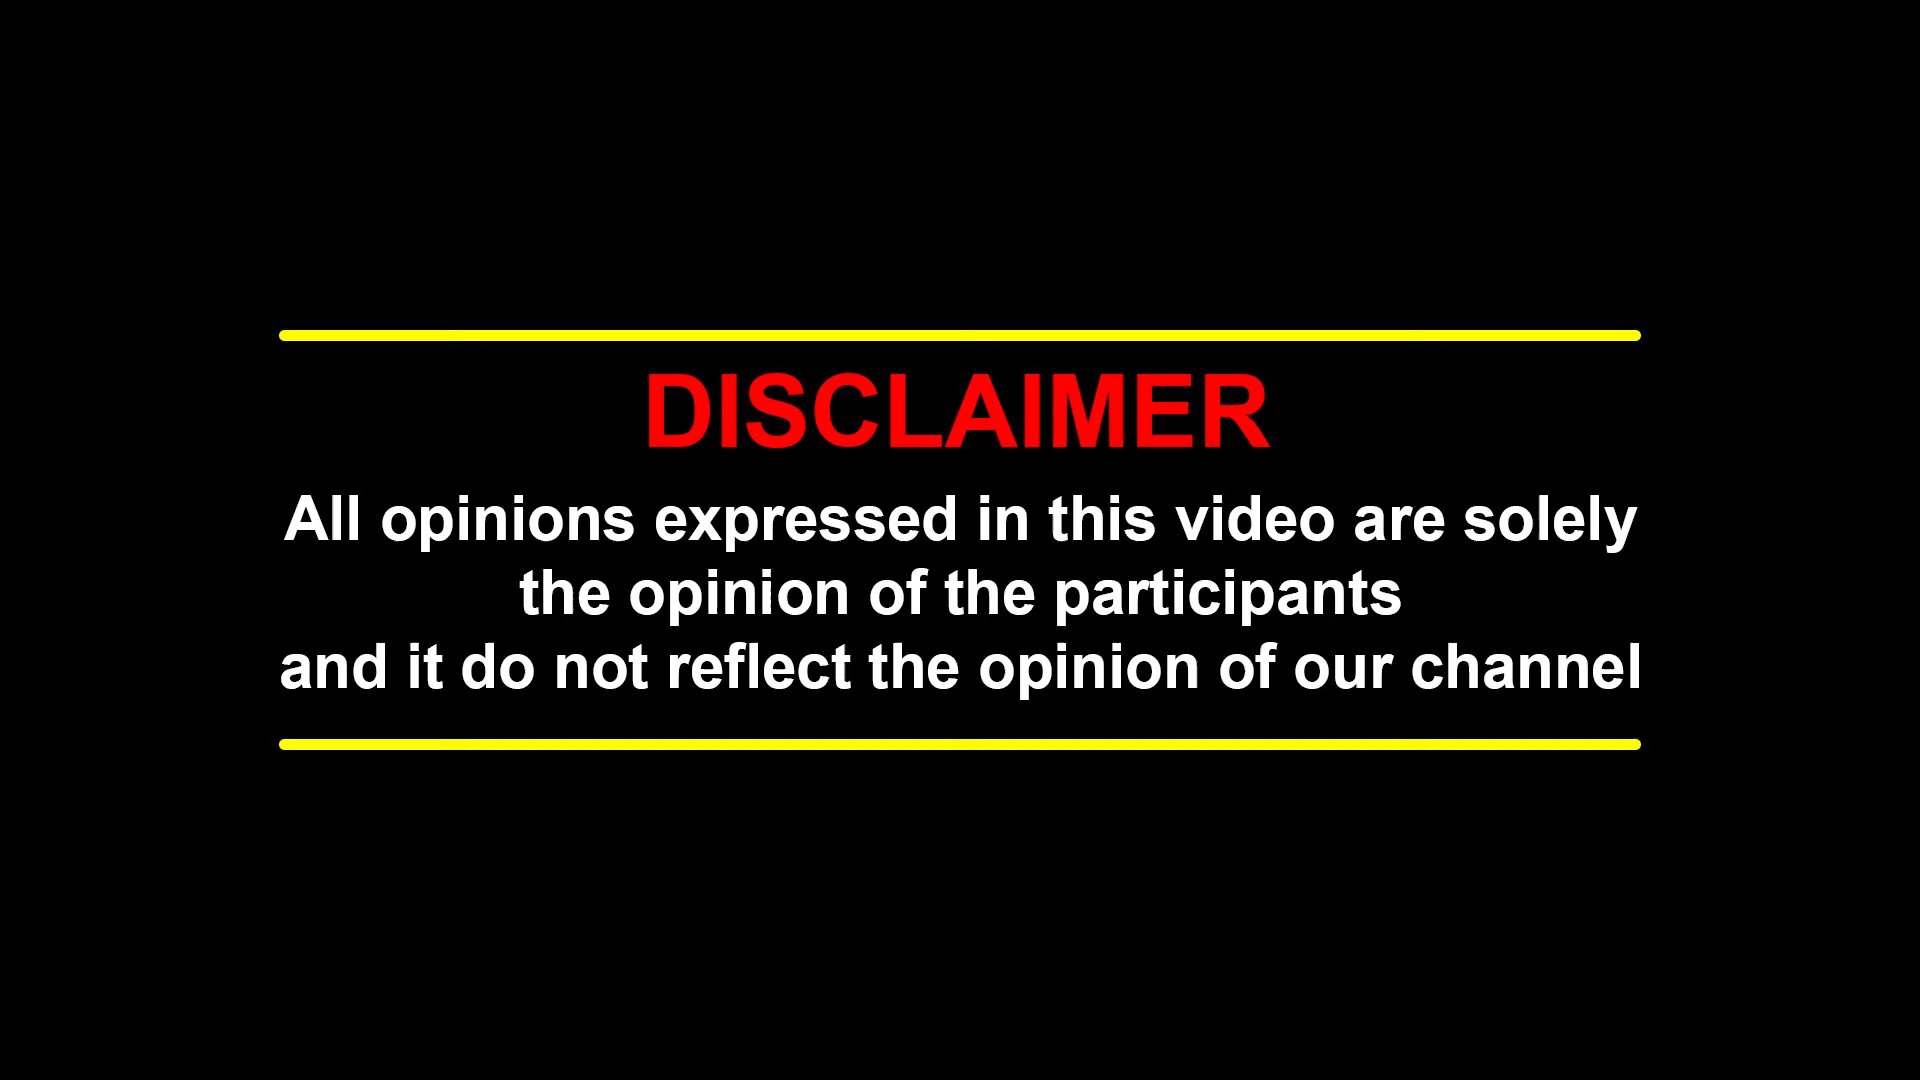 DISCLAIMER
All opinions expressed in this video are solely
the opinion of the participants
and it do not reflect the opinion of our channel